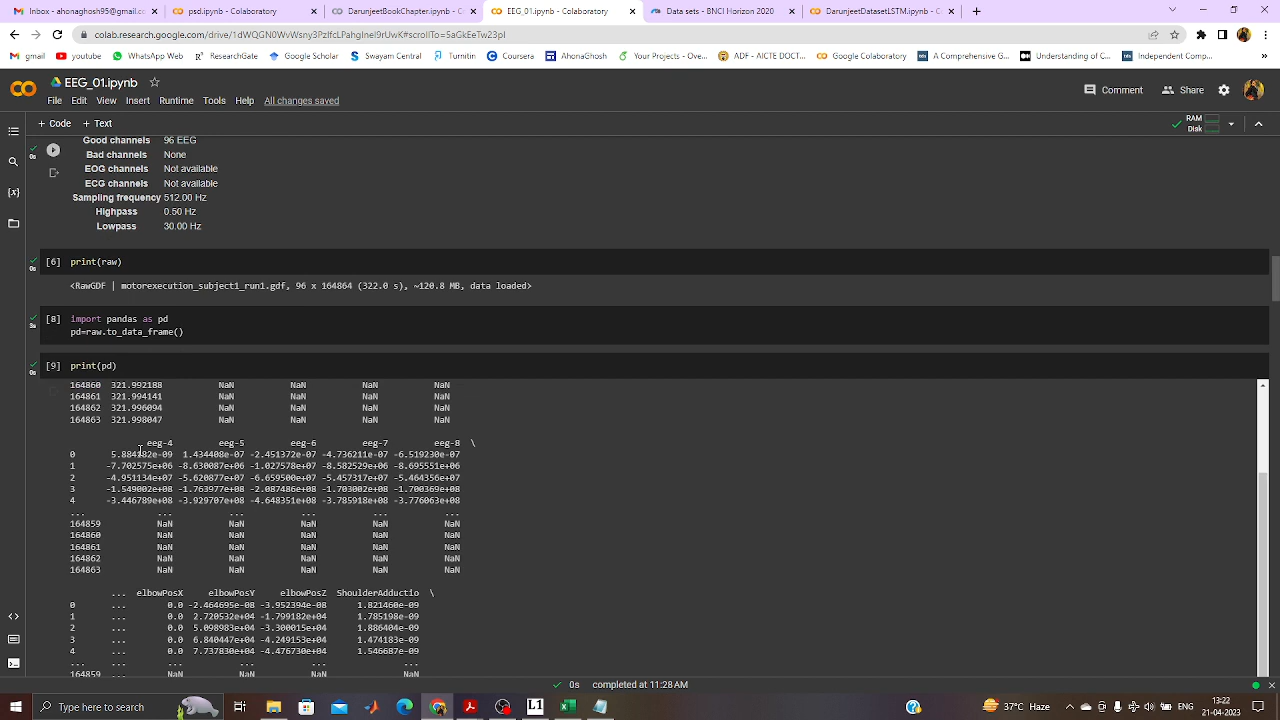 Inbox - ahonaghosh95@gmail.co
psd.ipynb - Colaboratory
DarunjeetBookChapter.ipynb - C
EEG_01.ipynb - Colaboratory
Data sets - BNCI Horizon 2020
DarunjeetDatasetLSTM.ipynb - C
gmail
youtube
WhatsApp
ResearchGate
Google Scholar
Swayam Central
Turnitin
Coursera
AhonaGhosh
Your Projects - Ove...
ADF - AICTE DOCT...
Google Colaboratory
Understanding of C...
Independent Comp...
EEG_01.ipynb
File Edit View Insert Runtime Tools Help All changes saved
Comment
Share
+ Code + Text
RAM
Disk
Good channels 96 EEG
Bad channels None
EOG channels Not available
ECG channels Not available
Sampling frequency 512.00 Hz
Highpass 0.50 Hz
Lowpass 30.00 Hz
[6] print(raw)
<RawGDF | motorexecution_subject1_run1.gdf, 96 x 164864 (322.0 s), ~120.8 MB, data loaded>
[8] import pandas as pd
pd=raw.to_data_frame()
[9] print(pd)
164860 321.992188 NaN NaN NaN NaN
164861 321.994141 NaN NaN NaN NaN
164862 321.996094 NaN NaN NaN NaN
164863 321.998047 NaN NaN NaN NaN
eeg-4 eeg-5 eeg-6 eeg-7 eeg-8 \
0 5.884182e-09 1.434408e-07 -2.451372e-07 -4.736211e-07 -6.519230e-07
1 -7.702575e+06 -8.630087e+06 -1.027578e+07 -8.582529e+06 -8.695551e+06
2 -4.951134e+07 -5.620877e+07 -6.659500e+07 -5.457317e+07 -5.464356e+07
3 -1.549002e+08 -1.763977e+08 -2.087486e+08 -1.703002e+08 -1.700369e+08
4 -3.446789e+08 -3.929707e+08 -4.648351e+08 -3.785918e+08 -3.776063e+08
... ... ... ... ... ...
164859 NaN NaN NaN NaN NaN
164860 NaN NaN NaN NaN NaN
164861 NaN NaN NaN NaN NaN
164862 NaN NaN NaN NaN NaN
164863 NaN NaN NaN NaN NaN
... elbowPosX elbowPosY elbowPosZ ShoulderAdductio \
0 ... 0.0 -2.464695e-08 -3.952394e-08 1.821460e-09
1 ... 0.0 2.720532e+04 -1.799182e+04 1.785198e-09
2 ... 0.0 5.098983e+04 -3.300015e+04 1.886404e-09
3 ... 0.0 6.840447e+04 -4.249153e+04 1.474183e-09
4 ... 0.0 7.737830e+04 -4.476730e+04 1.546687e-09
... ... ... ... ... ...
164859 ... NaN NaN NaN NaN
0s completed at 11:28 AM
Type here to search
L1
37°C Haze
13:22
21-04-2023